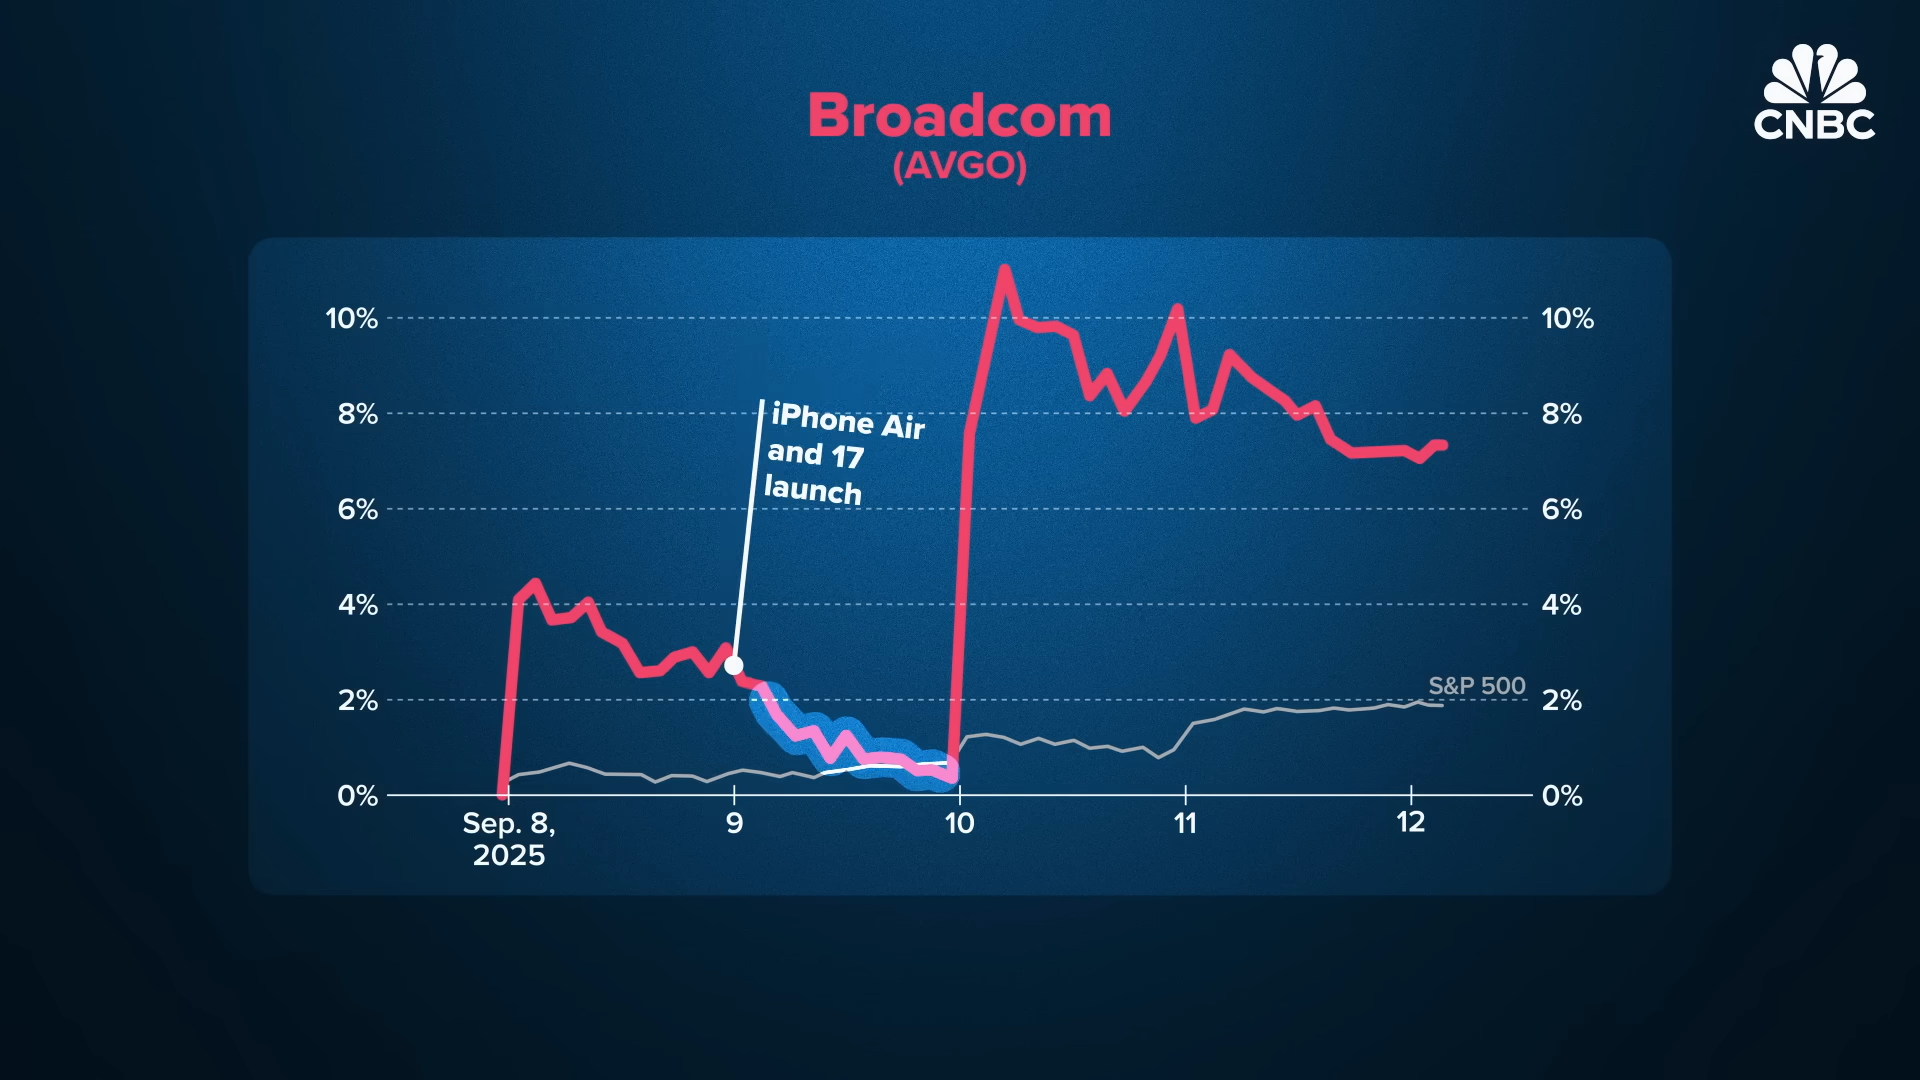 CNBC
Broadcom
(AVGO)
10%
10%
iPhone Air
and 17
launch
8%
8%
6%
6%
4%
4%
S&P 500
2%
2%
0%
0%
Sep. 8,
2025
9
10
11
12